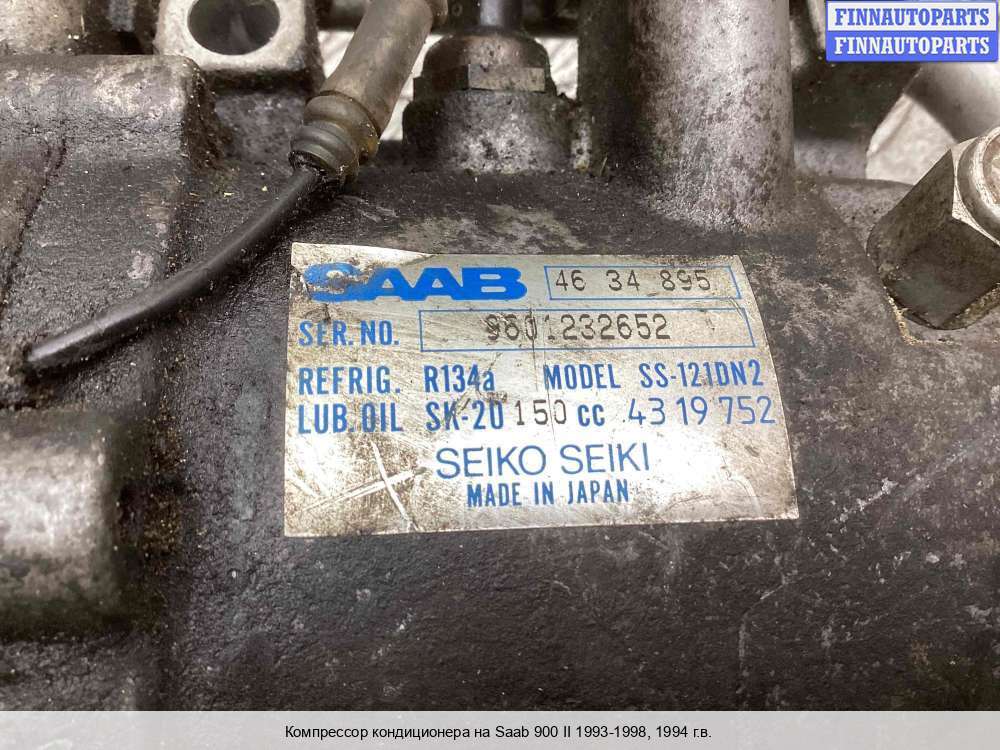 FINNAUTOPARTS
FINNAUTOPARTS
SAAB 46 34 895
SER. NO. 9601232652
REFRIG. R134a MODEL SS-121DN2
LUB. OIL SK-20 150 cc 43 19 752
SEIKO SEIKI
MADE IN JAPAN
Компрессор кондиционера на Saab 900 II 1993-1998, 1994 г.в.